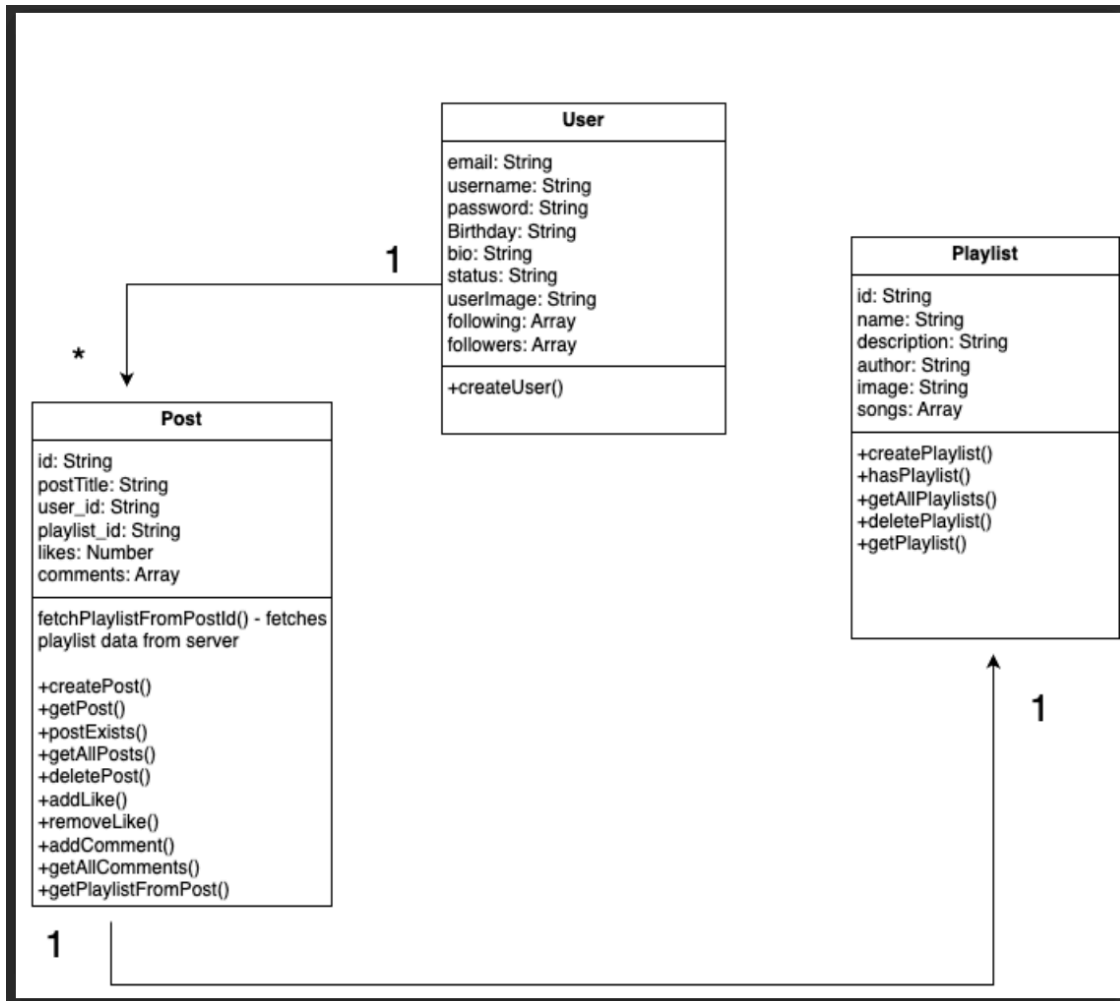 User
email: String
username: String
password: String
Birthday: String
bio: String
status: String
userImage: String
following: Array
followers: Array
+createUser()
1
*
Post
id: String
postTitle: String
user_id: String
playlist_id: String
likes: Number
comments: Array
fetchPlaylistFromPostId() - fetches
playlist data from server
+createPost()
+getPost()
+postExists()
+getAllPosts()
+deletePost()
+addLike()
+removeLike()
+addComment()
+getAllComments()
+getPlaylistFromPost()
1
Playlist
id: String
name: String
description: String
author: String
image: String
songs: Array
+createPlaylist()
+hasPlaylist()
+getAllPlaylists()
+deletePlaylist()
+getPlaylist()
1